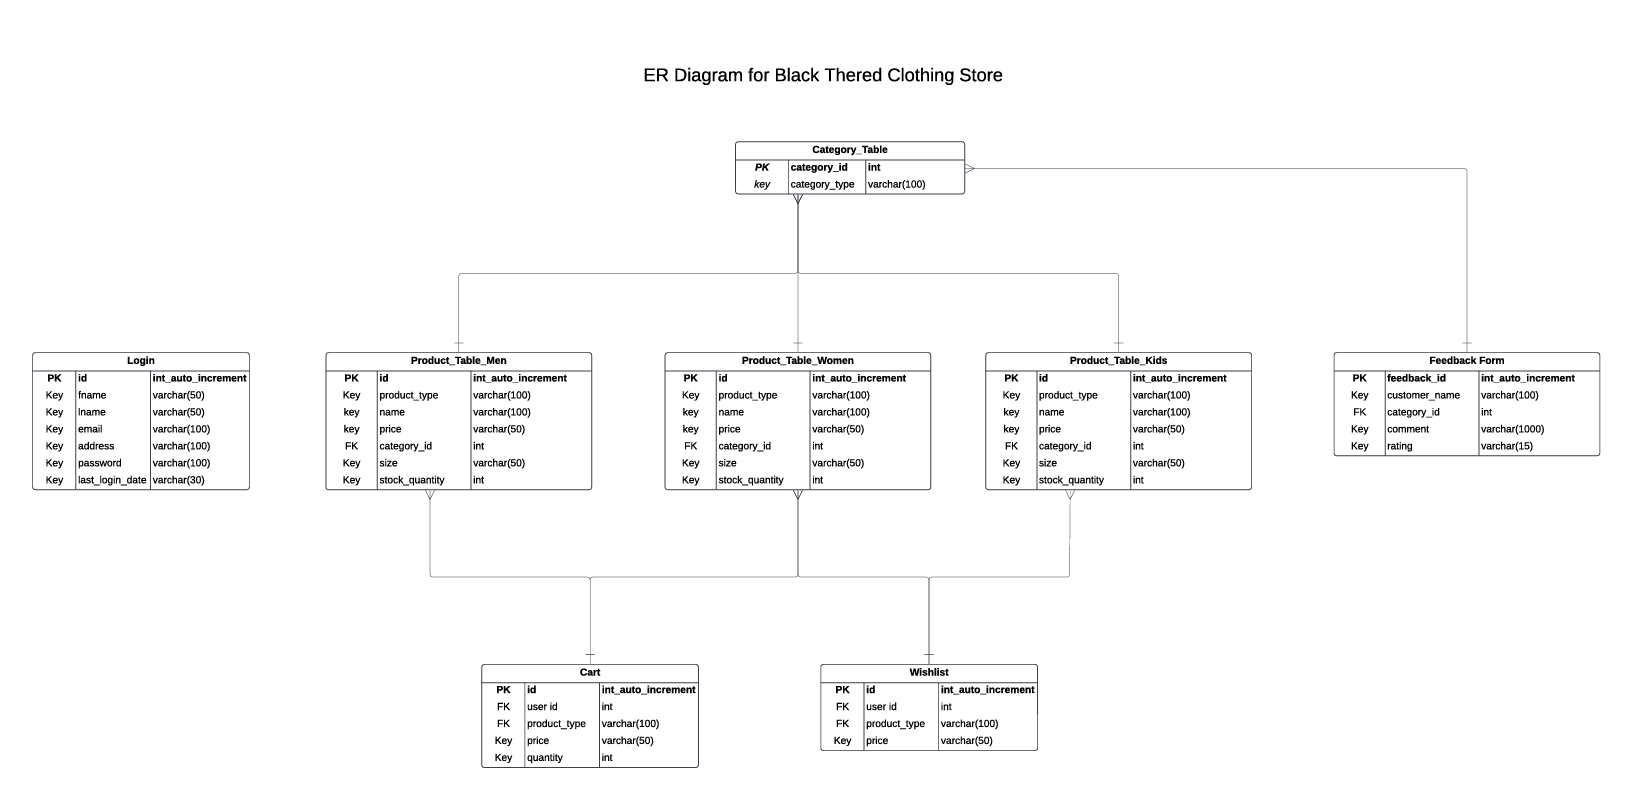 ER Diagram for Black Thered Clothing Store
Category_Table
PK category_id int
key category_type varchar(100)
Login
PK id int_auto_increment
Key fname varchar(50)
Key lname varchar(50)
Key email varchar(100)
Key address varchar(100)
Key password varchar(100)
Key last_login_date varchar(30)
Product_Table_Men
PK id int_auto_increment
Key product_type varchar(100)
key name varchar(100)
key price varchar(50)
FK category_id int
Key size varchar(50)
Key stock_quantity int
Product_Table_Women
PK id int_auto_increment
Key product_type varchar(100)
key name varchar(100)
key price varchar(50)
FK category_id int
Key size varchar(50)
Key stock_quantity int
Product_Table_Kids
PK id int_auto_increment
Key product_type varchar(100)
key name varchar(100)
key price varchar(50)
FK category_id int
Key size varchar(50)
Key stock_quantity int
Feedback Form
PK feedback_id int_auto_increment
Key customer_name varchar(100)
FK category_id int
Key comment varchar(1000)
Key rating varchar(15)
Cart
PK id int_auto_increment
FK user id int
FK product_type varchar(100)
Key price varchar(50)
Key quantity int
Wishlist
PK id int_auto_increment
FK user id int
FK product_type varchar(100)
Key price varchar(50)